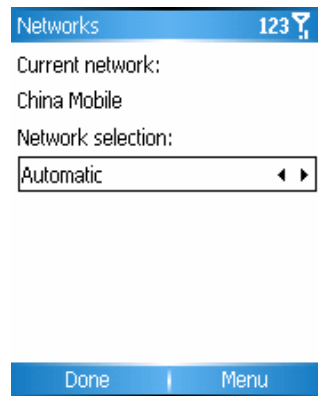 Networks 123
Current network:
China Mobile
Network selection:
Automatic
Done Menu